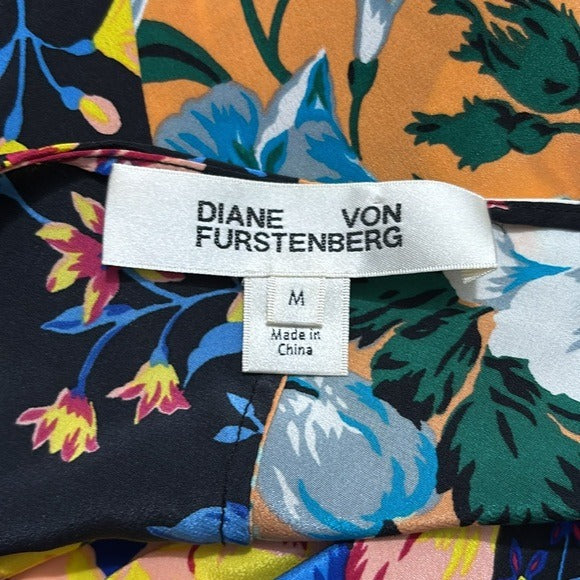 DIANE VON
FURSTENBERG
M
Made in
China